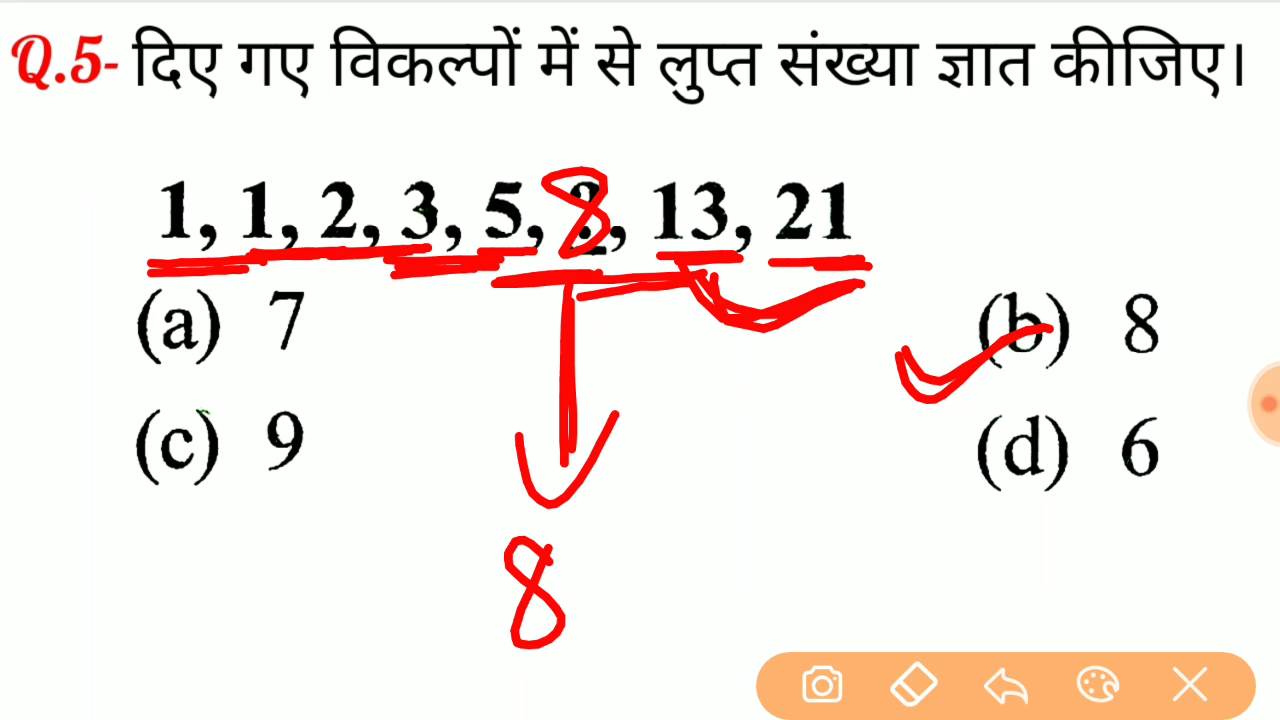 Q.5- दिए गए विकल्पों में से लुप्त संख्या ज्ञात कीजिए।
1, 1, 2, 3, 5, 8, 13, 21
(a) 7 (b) 8
(c) 9 (d) 6
8